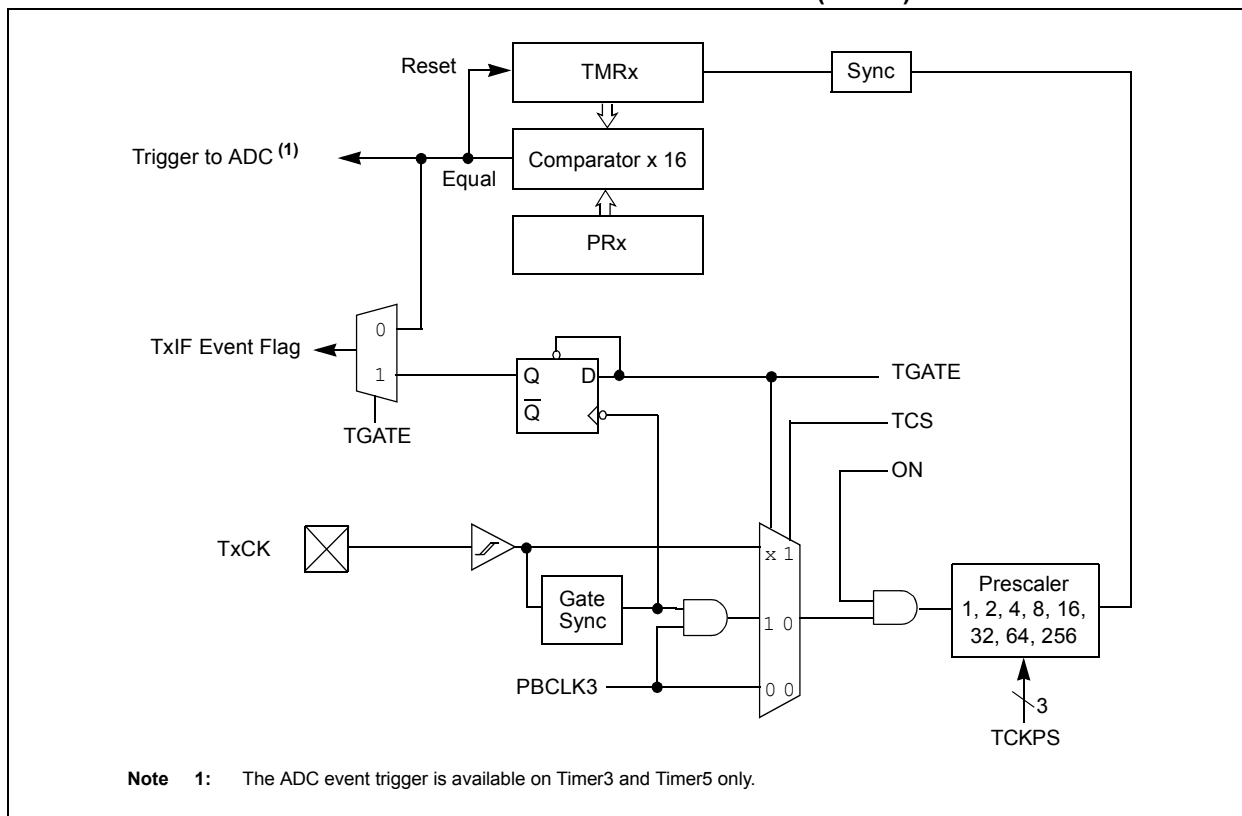 Reset
TMRx
Sync
Trigger to ADC (1)
Equal
Comparator x 16
PRx
TxIF Event Flag
0
1
TGATE
Q
D
Q
TGATE
TCS
ON
TxCK
Gate
Sync
x 1
1 0
0 0
PBCLK3
Prescaler
1, 2, 4, 8, 16,
32, 64, 256
3
TCKPS
Note 1: The ADC event trigger is available on Timer3 and Timer5 only.